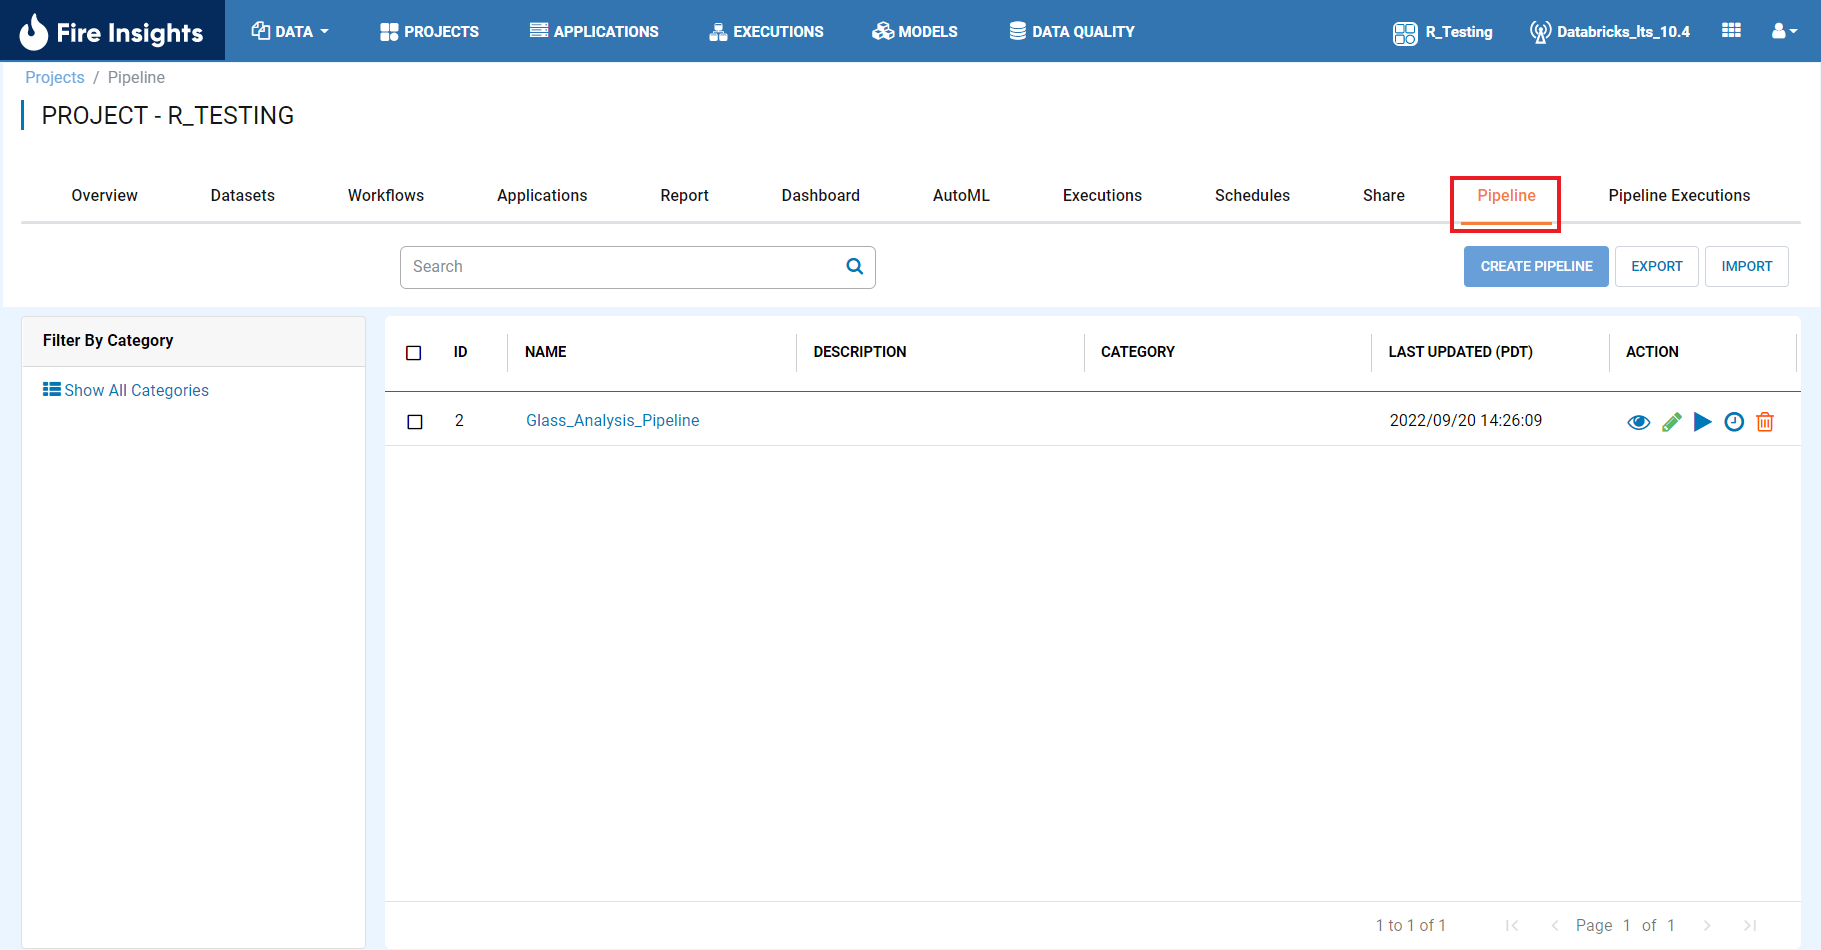 Fire Insights DATA PROJECTS APPLICATIONS EXECUTIONS MODELS DATA QUALITY R_Testing Databricks_lts_10.4
Projects / Pipeline
PROJECT - R_TESTING
Overview Datasets Workflows Applications Report Dashboard AutoML Executions Schedules Share Pipeline Pipeline Executions
Search CREATE PIPELINE EXPORT IMPORT
Filter By Category
Show All Categories
ID NAME DESCRIPTION CATEGORY LAST UPDATED (PDT) ACTION
2 Glass_Analysis_Pipeline 2022/09/20 14:26:09
1 to 1 of 1 Page 1 of 1